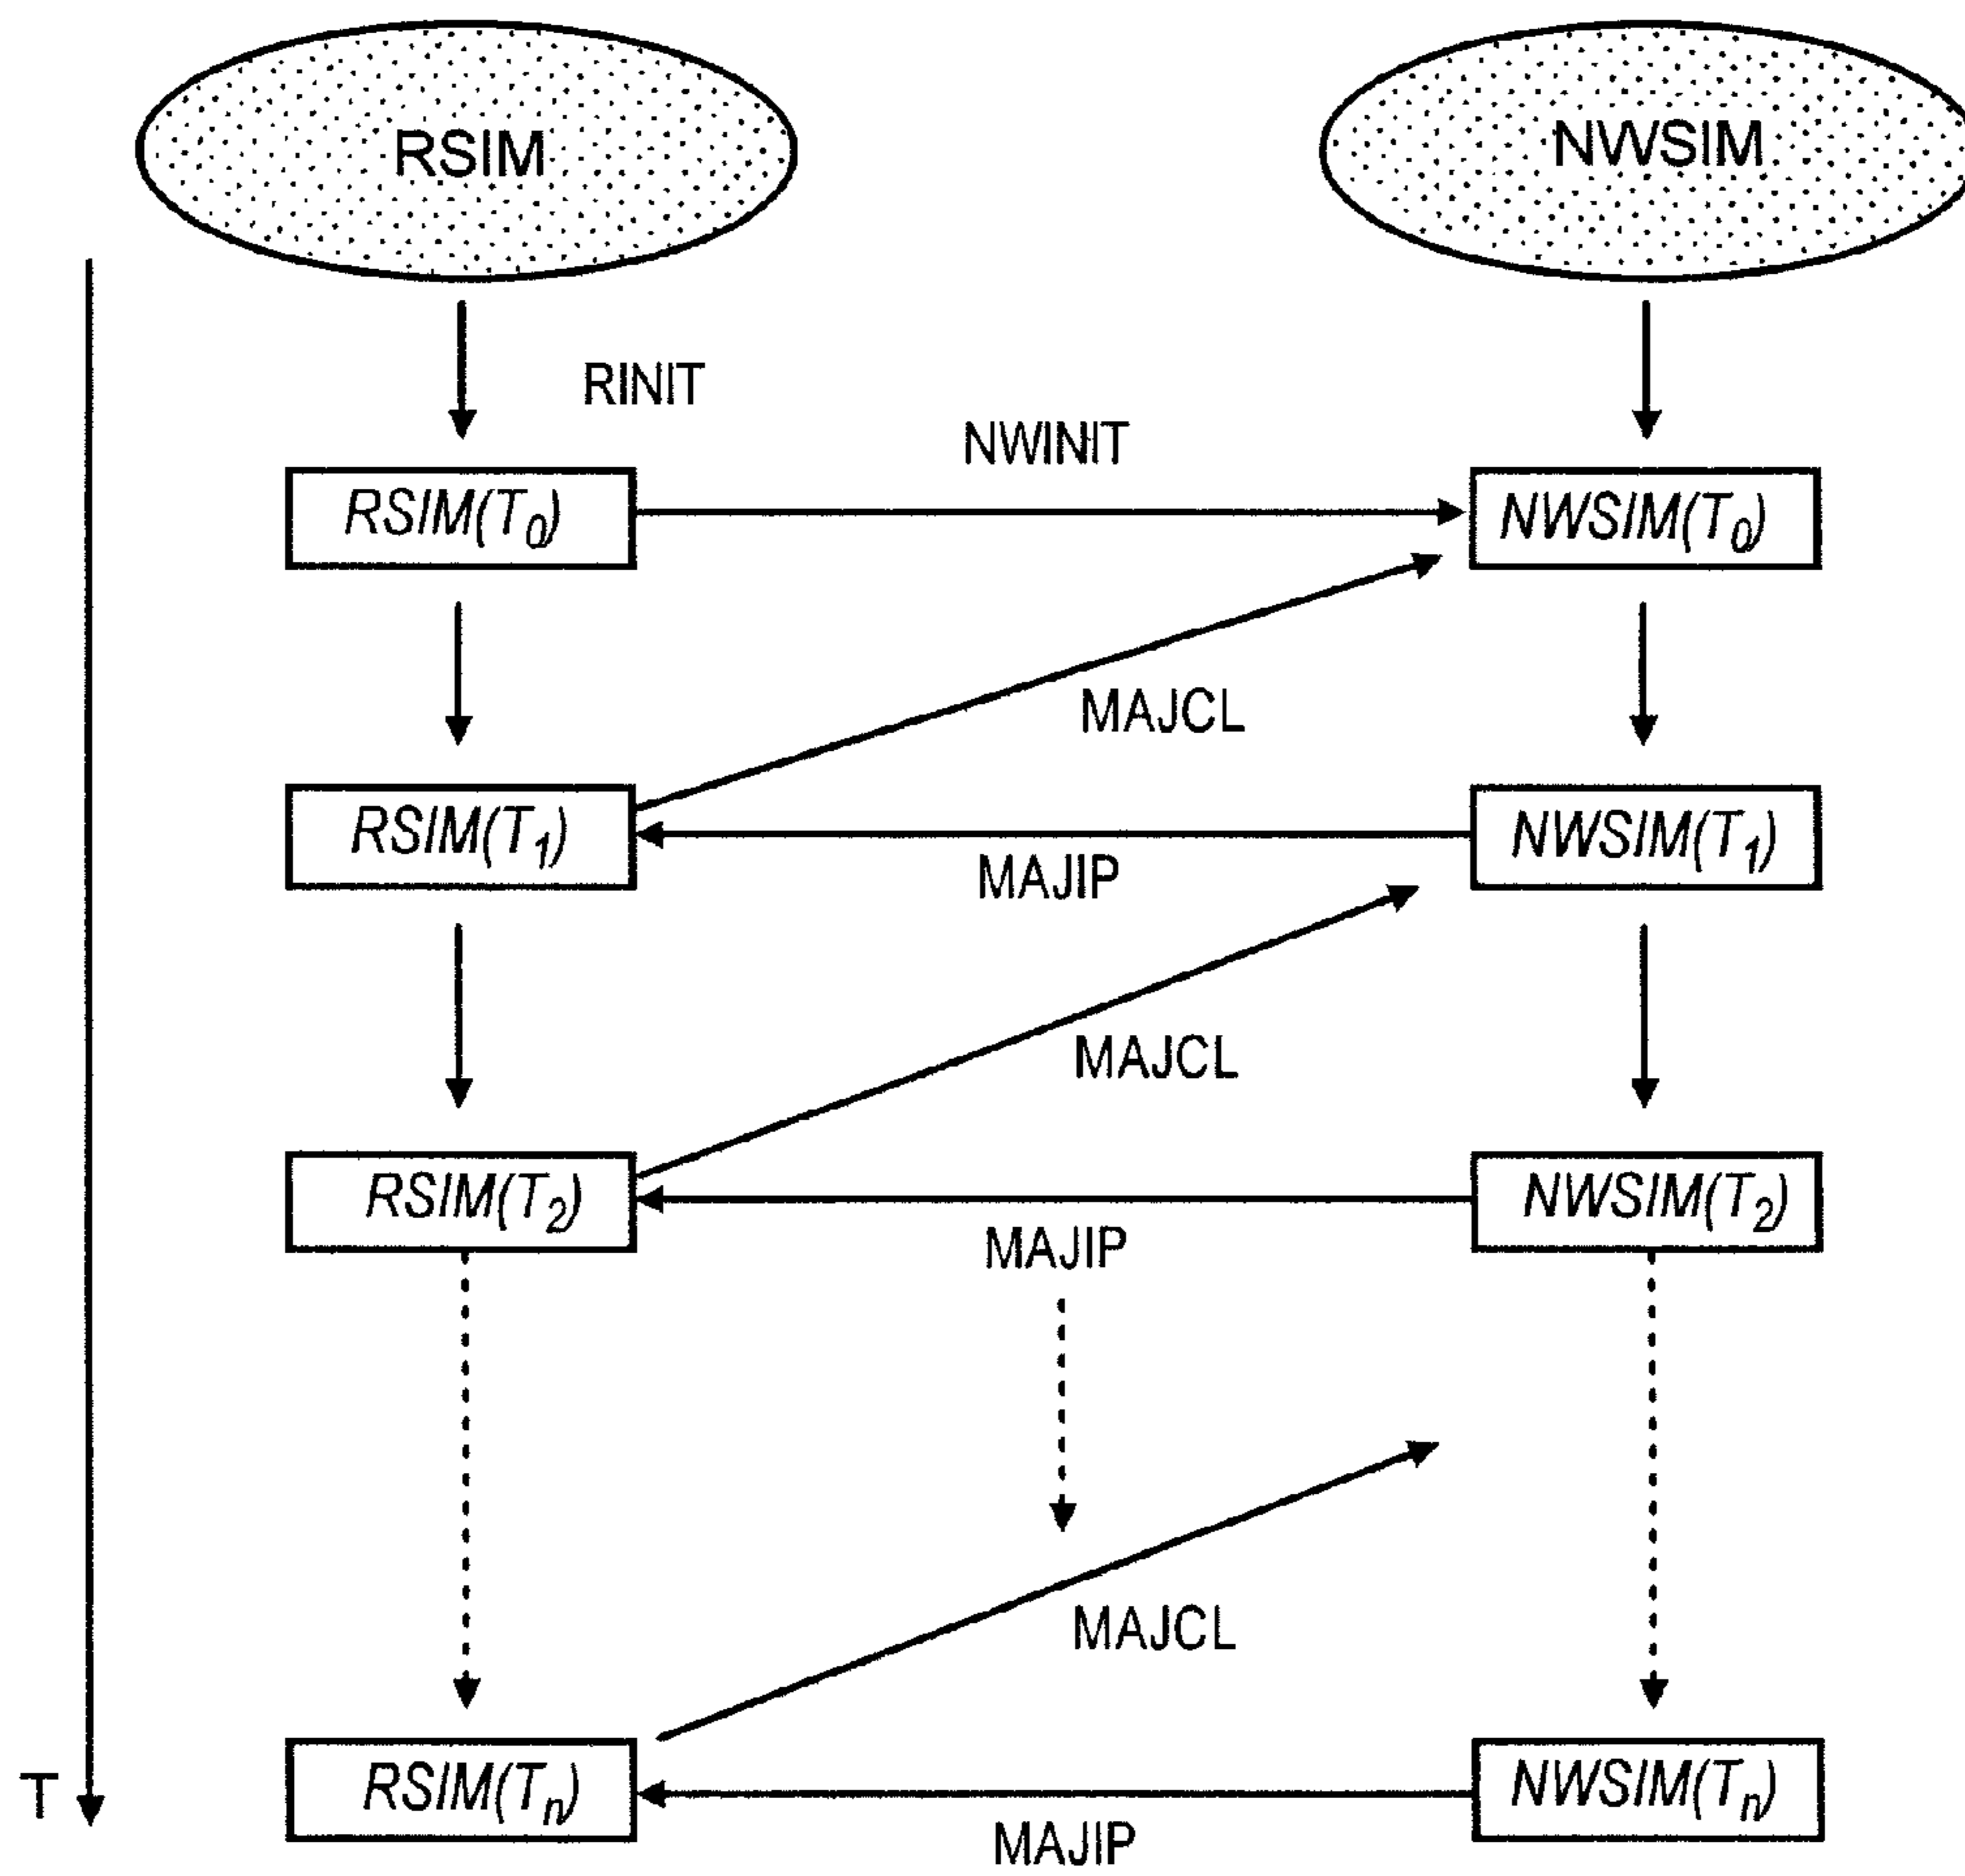 RSIM
NWSIM
RINIT
NWINIT
RSIM(T0)
NWSIM(T0)
MAJCL
RSIM(T1)
NWSIM(T1)
MAJIP
MAJCL
RSIM(T2)
NWSIM(T2)
MAJIP
MAJCL
T
RSIM(Tn)
NWSIM(Tn)
MAJIP